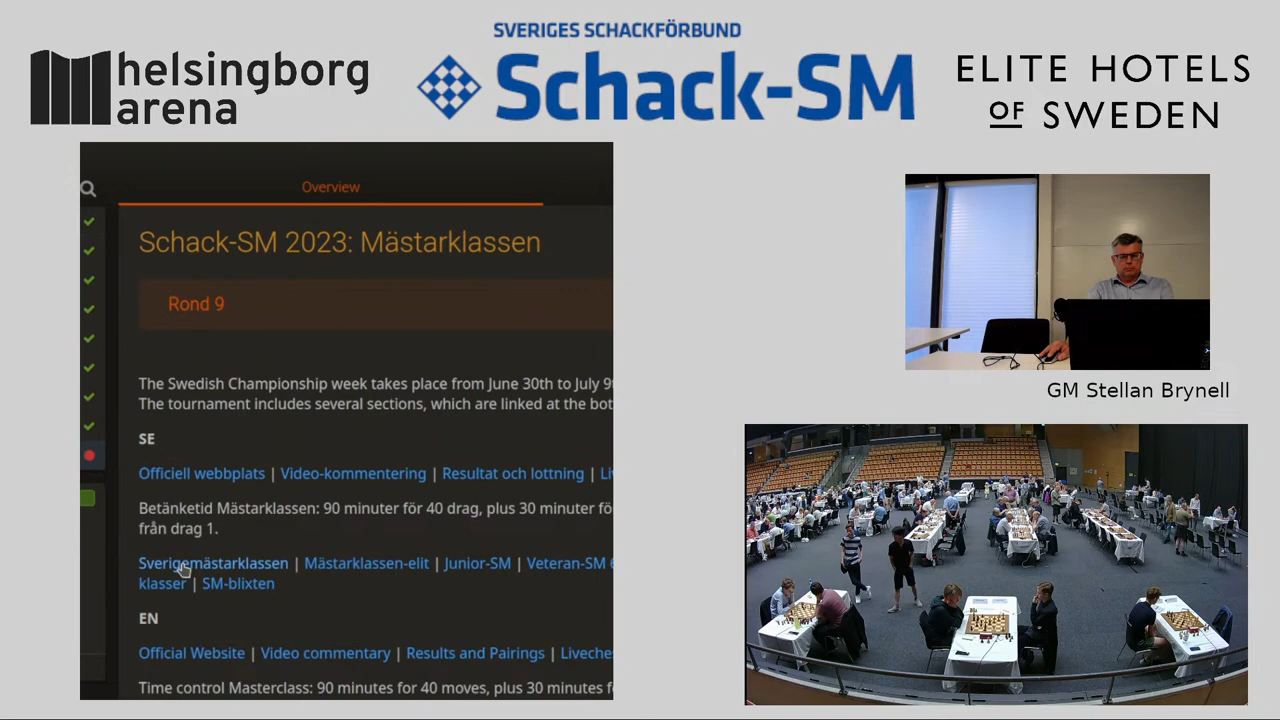 SVERIGES SCHACKFÖRBUND
helsingborg
arena
Schack-SM
ELITE HOTELS
OF SWEDEN
Overview
Schack-SM 2023: Mästarklassen
Rond 9
The Swedish Championship week takes place from June 30th to July 9
The tournament includes several sections, which are linked at the bot
SE
Officiell webbplats | Video-kommentering | Resultat och lottning | Li
Betänketid Mästarklassen: 90 minuter för 40 drag, plus 30 minuter fö
från drag 1.
Sverigemästarklassen | Mästarklassen-elit | Junior-SM | Veteran-SM 6
klasser | SM-blixten
EN
Official Website | Video commentary | Results and Pairings | Liveches
Time control Masterclass: 90 minutes for 40 moves, plus 30 minutes fo
GM Stellan Brynell